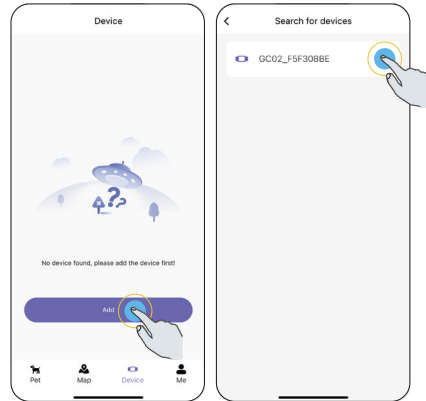 Device
No device found, please add the device first!
Add
Pet
Map
Device
Me
Search for devices
GC02_F5F308BE